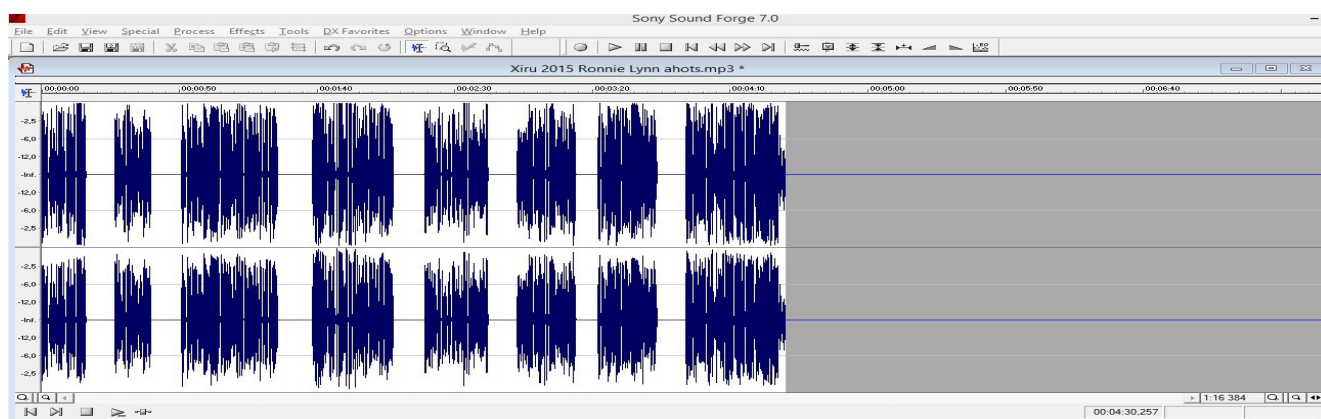 Sony Sound Forge 7.0
File Edit View Special Process Effects Tools DX Favorites Options Window Help
Xiru 2015 Ronnie Lynn ahots.mp3 *
,00:00:00 ,00:00:50 ,00:01:40 ,00:02:30 ,00:03:20 ,00:04:10 ,00:05:00 ,00:05:50 ,00:06:40
-2,5
-6,0
-12,0
-Inf.
-12,0
-6,0
-2,5
-2,5
-6,0
-12,0
-Inf.
-12,0
-6,0
-2,5
1:16 384
00:04:30,257